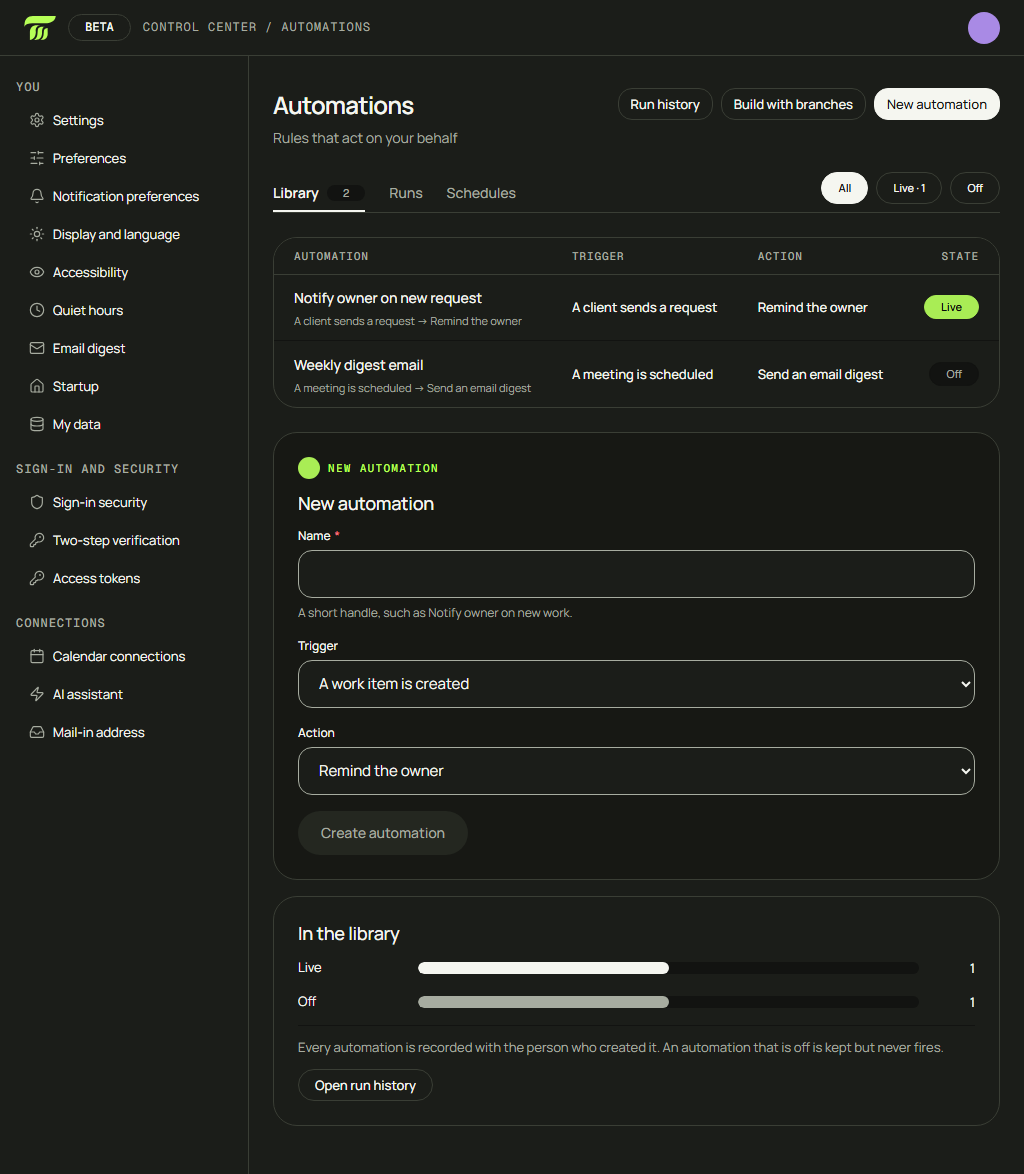 BETA
CONTROL CENTER / AUTOMATIONS
YOU
Settings
Preferences
Notification preferences
Display and language
Accessibility
Quiet hours
Email digest
Startup
My data
SIGN-IN AND SECURITY
Sign-in security
Two-step verification
Access tokens
CONNECTIONS
Calendar connections
AI assistant
Mail-in address
Automations
Rules that act on your behalf
Run history
Build with branches
New automation
Library 2
Runs
Schedules
All
Live · 1
Off
AUTOMATION TRIGGER ACTION STATE
Notify owner on new request
A client sends a request → Remind the owner
A client sends a request
Remind the owner
Live
Weekly digest email
A meeting is scheduled → Send an email digest
A meeting is scheduled
Send an email digest
Off
NEW AUTOMATION
New automation
Name *
A short handle, such as Notify owner on new work.
Trigger
A work item is created
Action
Remind the owner
Create automation
In the library
Live 1
Off 1
Every automation is recorded with the person who created it. An automation that is off is kept but never fires.
Open run history